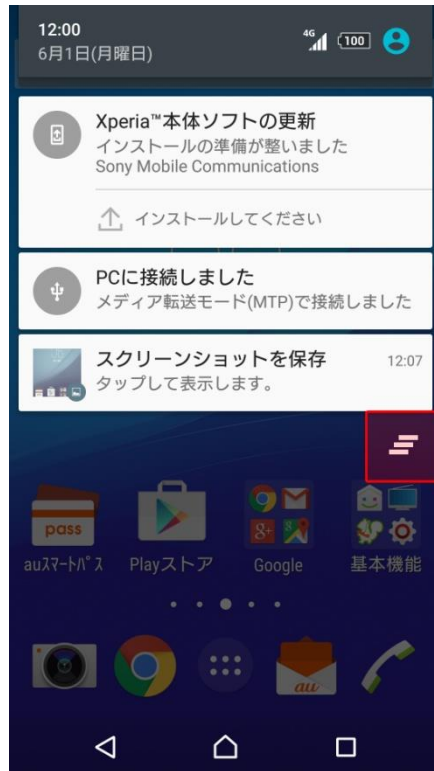 12:00
6月1日(月曜日)
4G
100
Xperia™本体ソフトの更新
インストールの準備が整いました
Sony Mobile Communications
インストールしてください
PCに接続しました
メディア転送モード(MTP)で接続しました
スクリーンショットを保存
12:07
タップして表示します。
pass
auスマートパス
Playストア
Google
基本機能
au